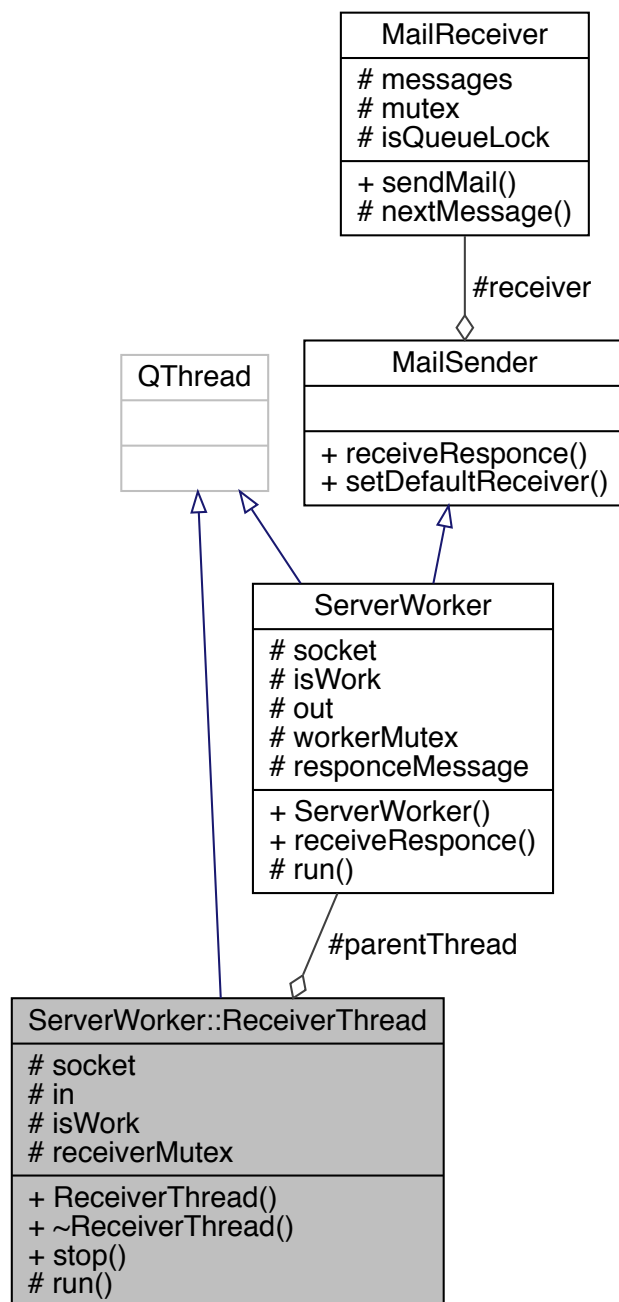 MailReceiver
# messages
# mutex
# isQueueLock
+ sendMail()
# nextMessage()
#receiver
QThread
MailSender
+ receiveResponce()
+ setDefaultReceiver()
ServerWorker
# socket
# isWork
# out
# workerMutex
# responceMessage
+ ServerWorker()
+ receiveResponce()
# run()
#parentThread
ServerWorker::ReceiverThread
# socket
# in
# isWork
# receiverMutex
+ ReceiverThread()
+ ~ReceiverThread()
+ stop()
# run()